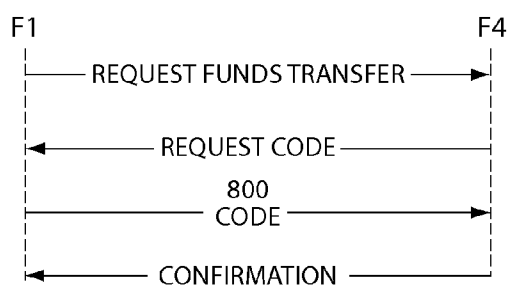 F1 F4
REQUEST FUNDS TRANSFER
REQUEST CODE
800
CODE
CONFIRMATION